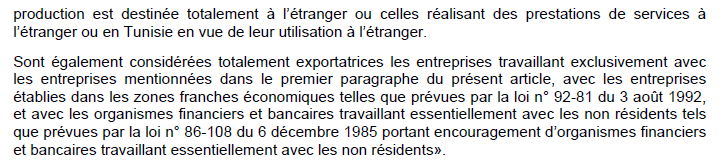 production est destinée totalement à l'étranger ou celles réalisant des prestations de services à
l'étranger ou en Tunisie en vue de leur utilisation à l'étranger.
Sont également considérées totalement exportatrices les entreprises travaillant exclusivement avec
les entreprises mentionnées dans le premier paragraphe du présent article, avec les entreprises
établies dans les zones franches économiques telles que prévues par la loi n° 92-81 du 3 août 1992,
et avec les organismes financiers et bancaires travaillant essentiellement avec les non résidents tels
que prévues par la loi n° 86-108 du 6 décembre 1985 portant encouragement d'organismes financiers
et bancaires travaillant essentiellement avec les non résidents».